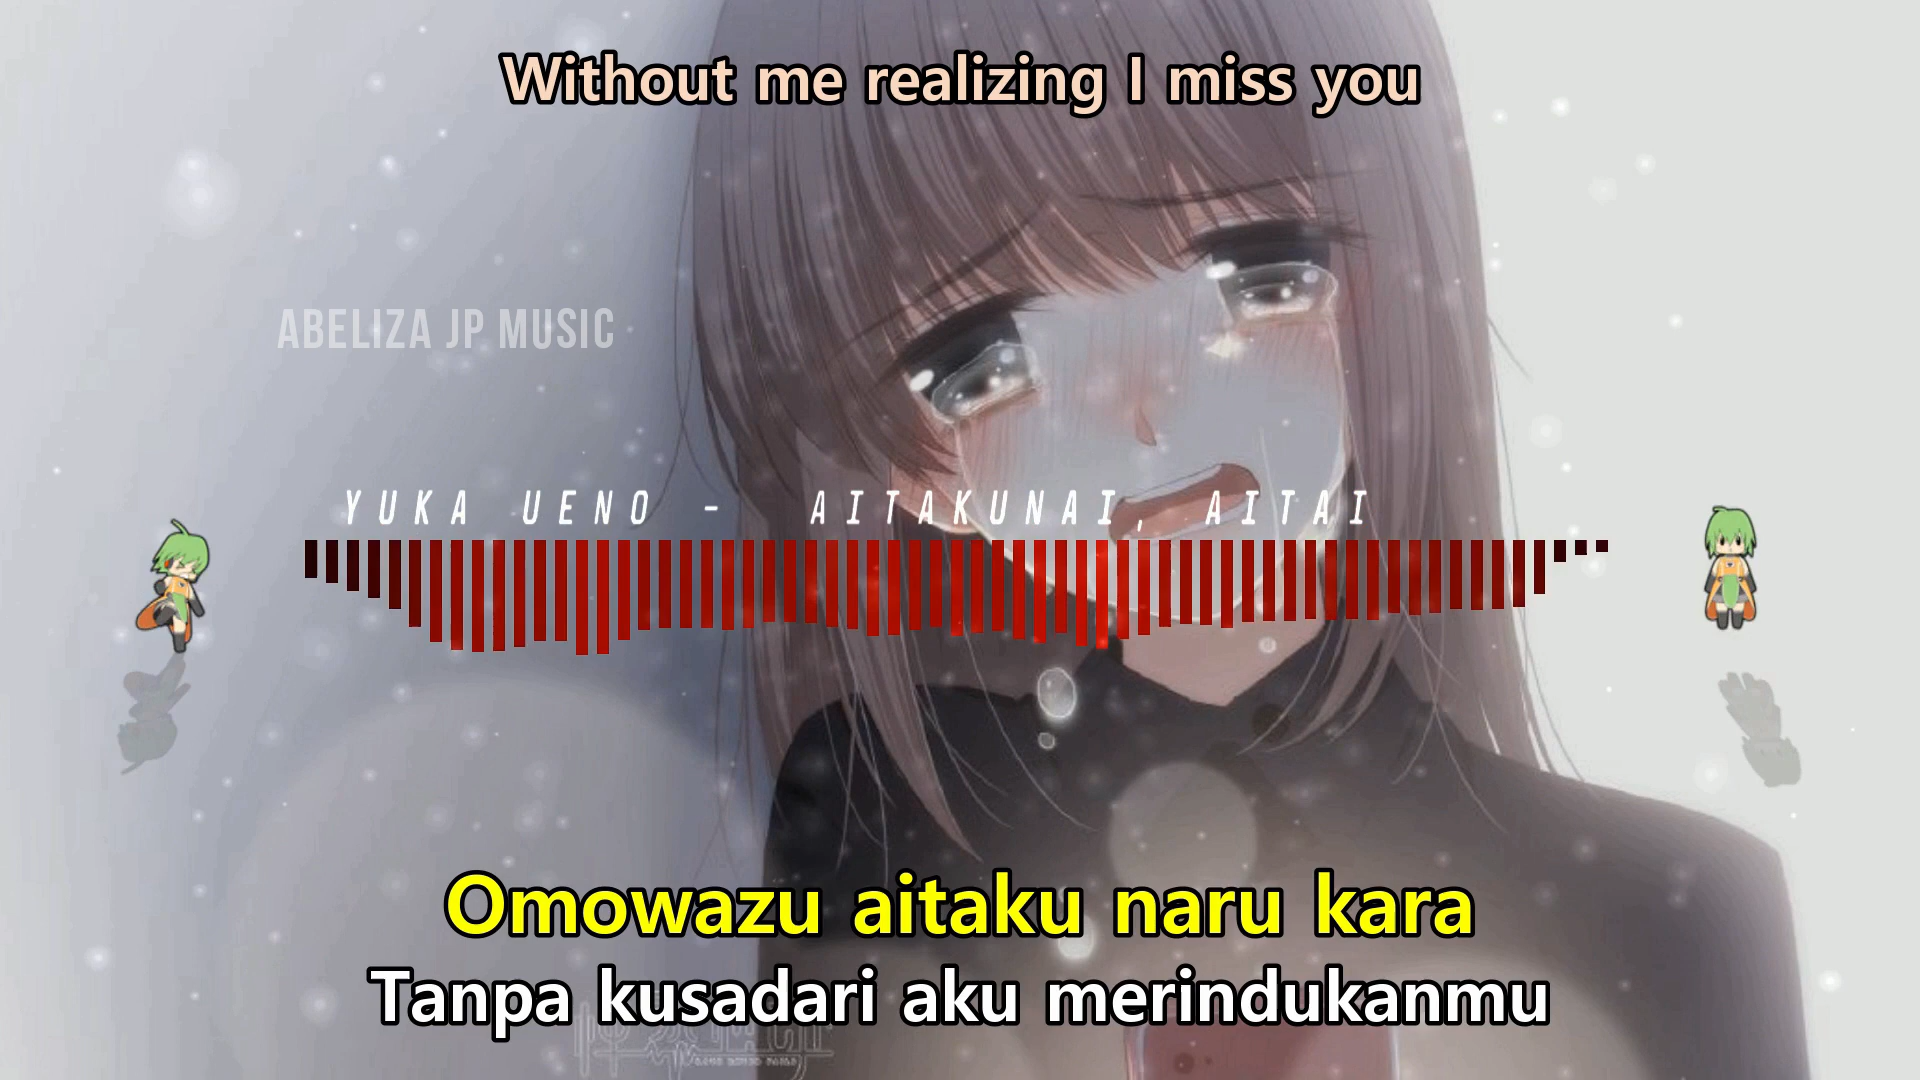 Without me realizing I miss you
ABELIZA JP MUSIC
YUKA UENO - AITAKUNAI, AITAI
Omowazu aitaku naru kara
Tanpa kusadari aku merindukanmu